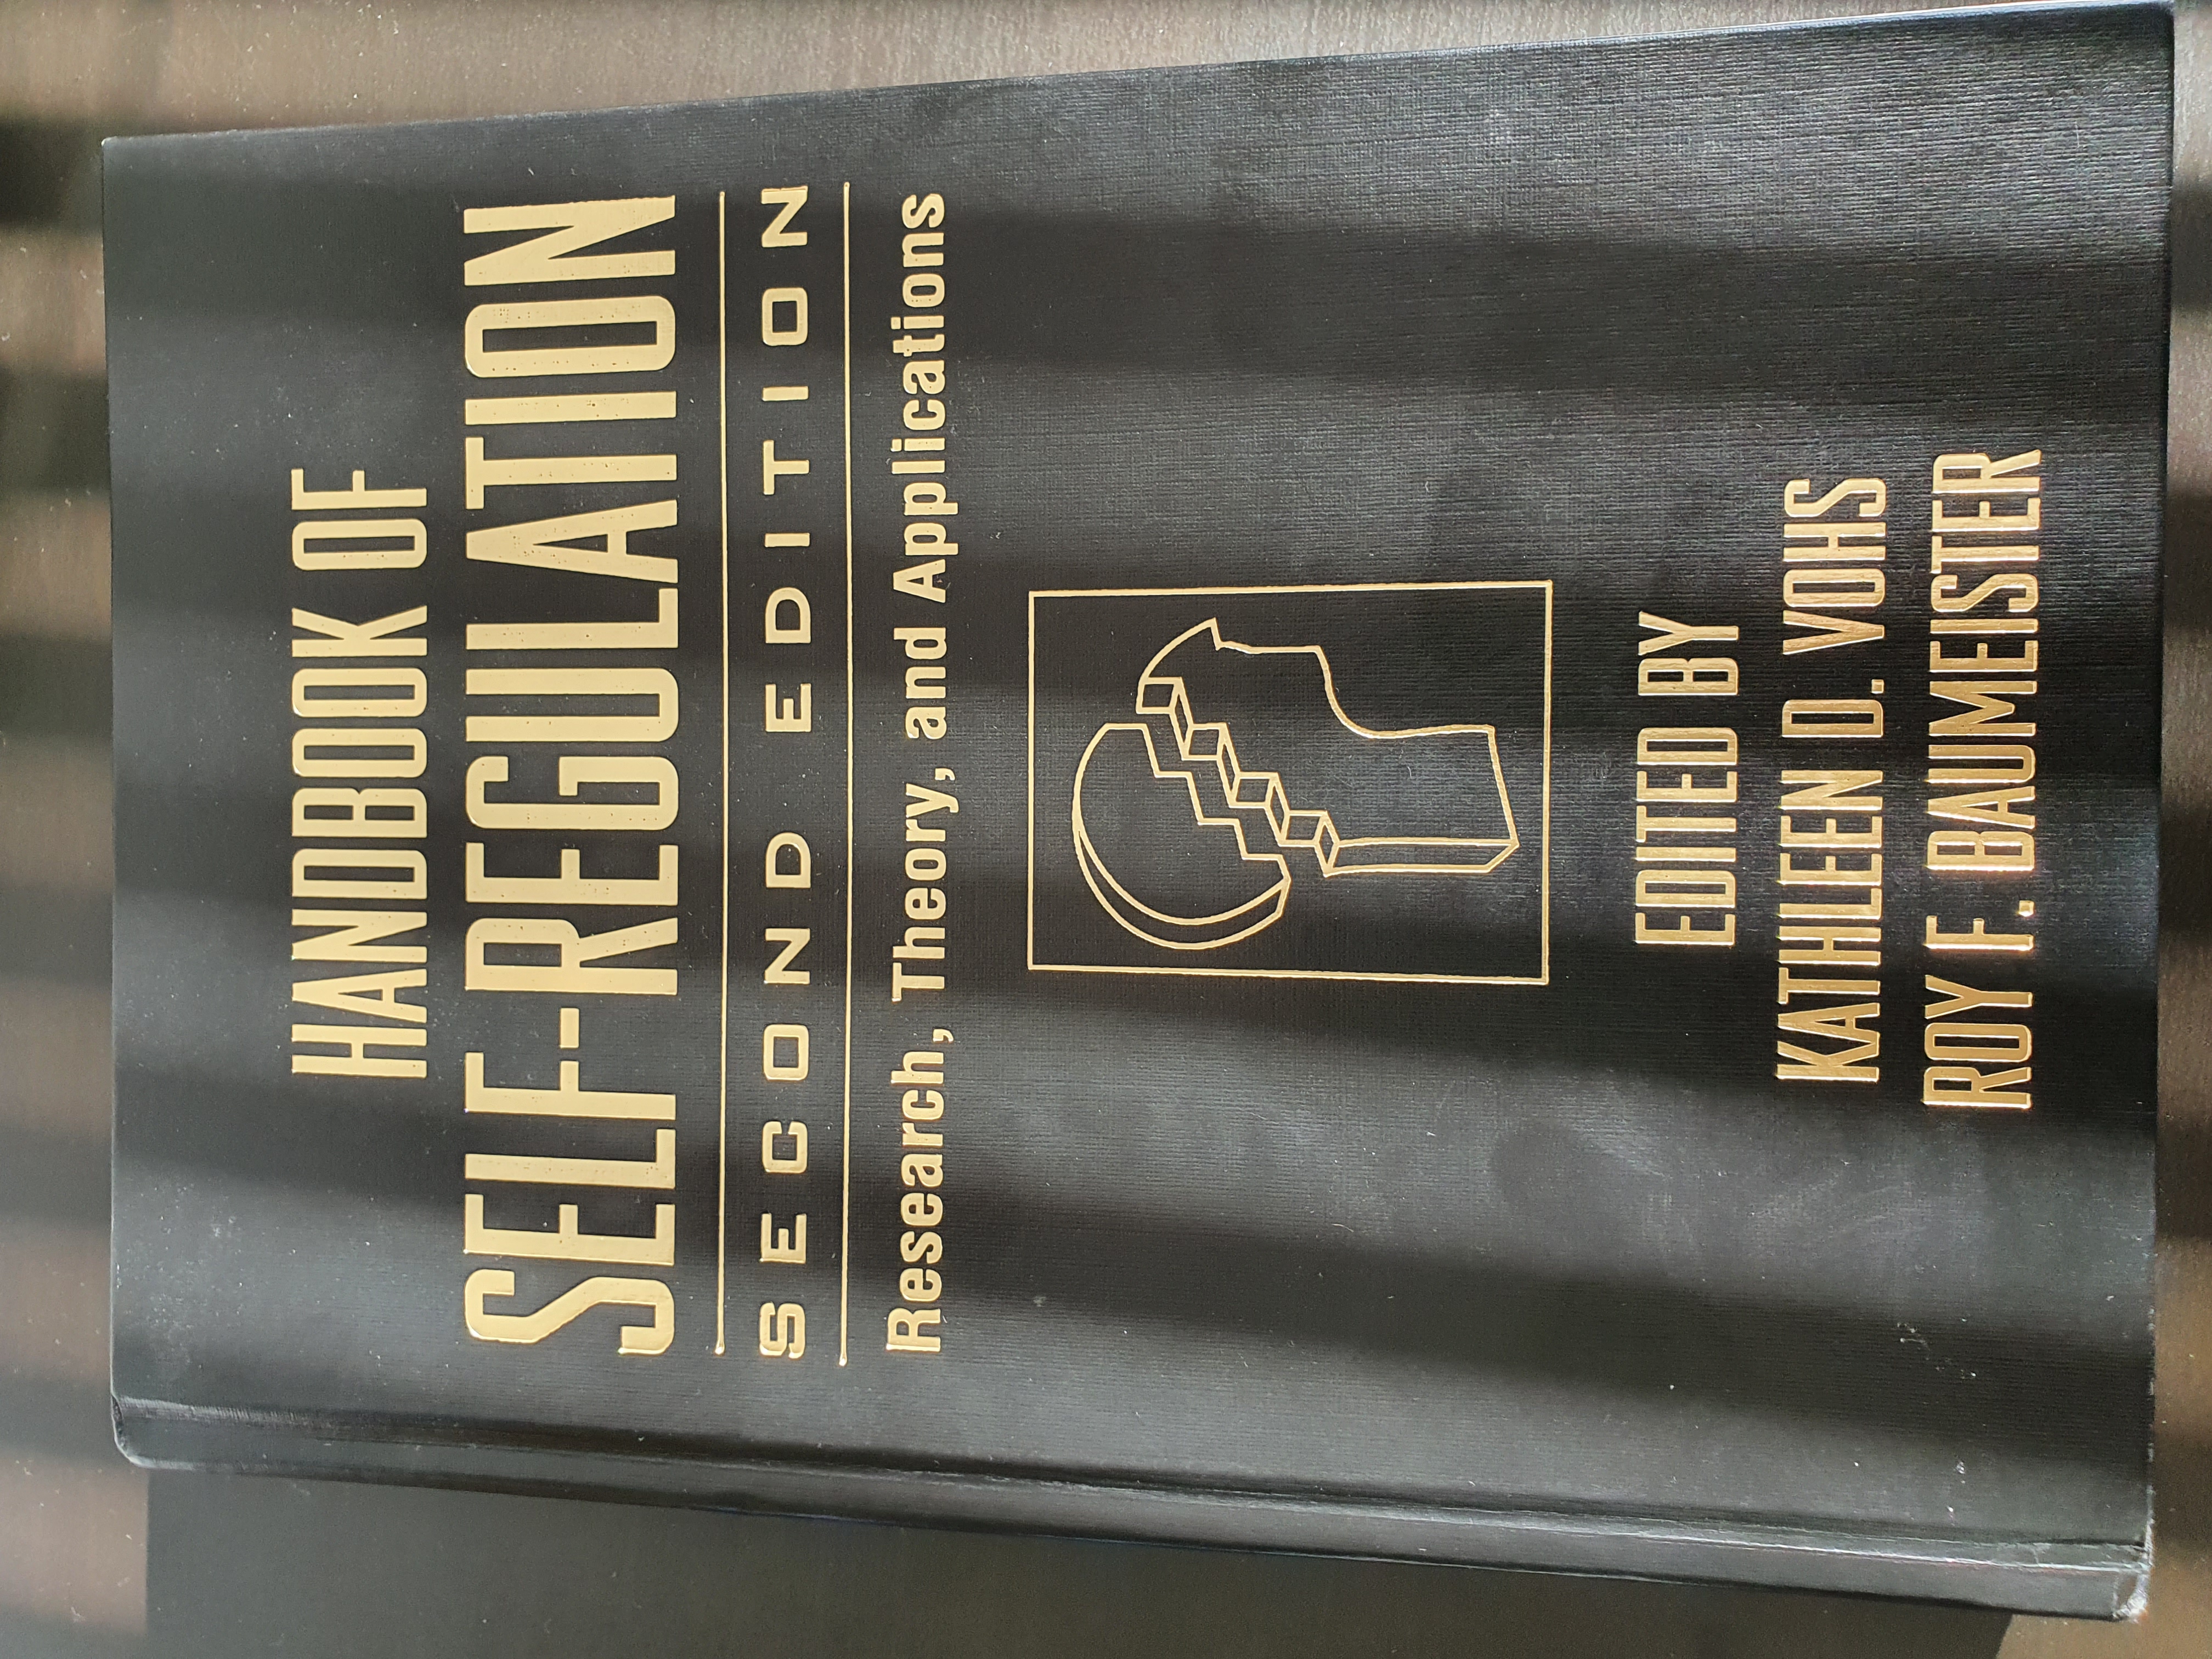 HANDBOOK OF
SELF-REGULATION
SECOND EDITION
Research, Theory, and Applications
EDITED BY
KATHLEEN D. VOHS
ROY F. BAUMEISTER